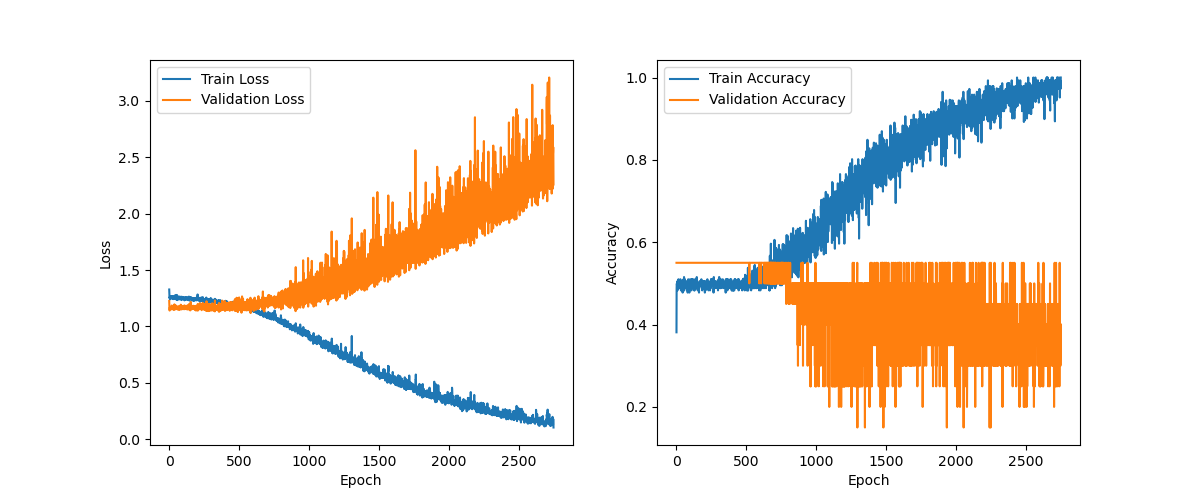 Train Loss
Validation Loss
3.0
2.5
2.0
1.5
1.0
0.5
0.0
Loss
0 500 1000 1500 2000 2500
Epoch
Train Accuracy
Validation Accuracy
1.0
0.8
0.6
0.4
0.2
Accuracy
0 500 1000 1500 2000 2500
Epoch